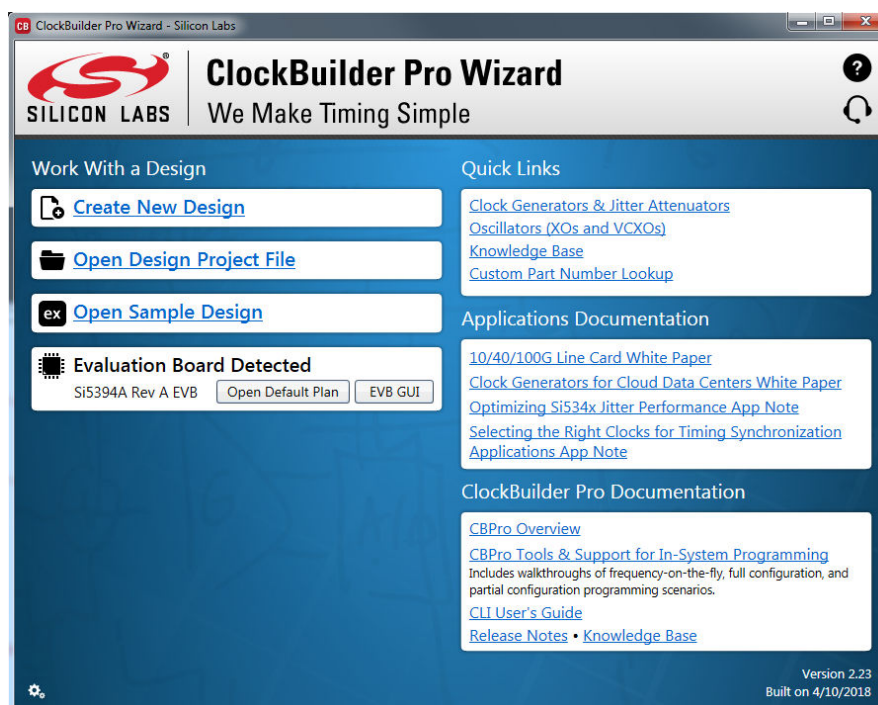 CB ClockBuilder Pro Wizard - Silicon Labs
SILICON LABS
ClockBuilder Pro Wizard
We Make Timing Simple
?
Work With a Design
Create New Design
Open Design Project File
ex Open Sample Design
Evaluation Board Detected
Si5394A Rev A EVB Open Default Plan EVB GUI
Quick Links
Clock Generators & Jitter Attenuators
Oscillators (XOs and VCXOs)
Knowledge Base
Custom Part Number Lookup
Applications Documentation
10/40/100G Line Card White Paper
Clock Generators for Cloud Data Centers White Paper
Optimizing Si534x Jitter Performance App Note
Selecting the Right Clocks for Timing Synchronization
Applications App Note
ClockBuilder Pro Documentation
CBPro Overview
CBPro Tools & Support for In-System Programming
Includes walkthroughs of frequency-on-the-fly, full configuration, and
partial configuration programming scenarios.
CLI User's Guide
Release Notes • Knowledge Base
Version 2.23
Built on 4/10/2018